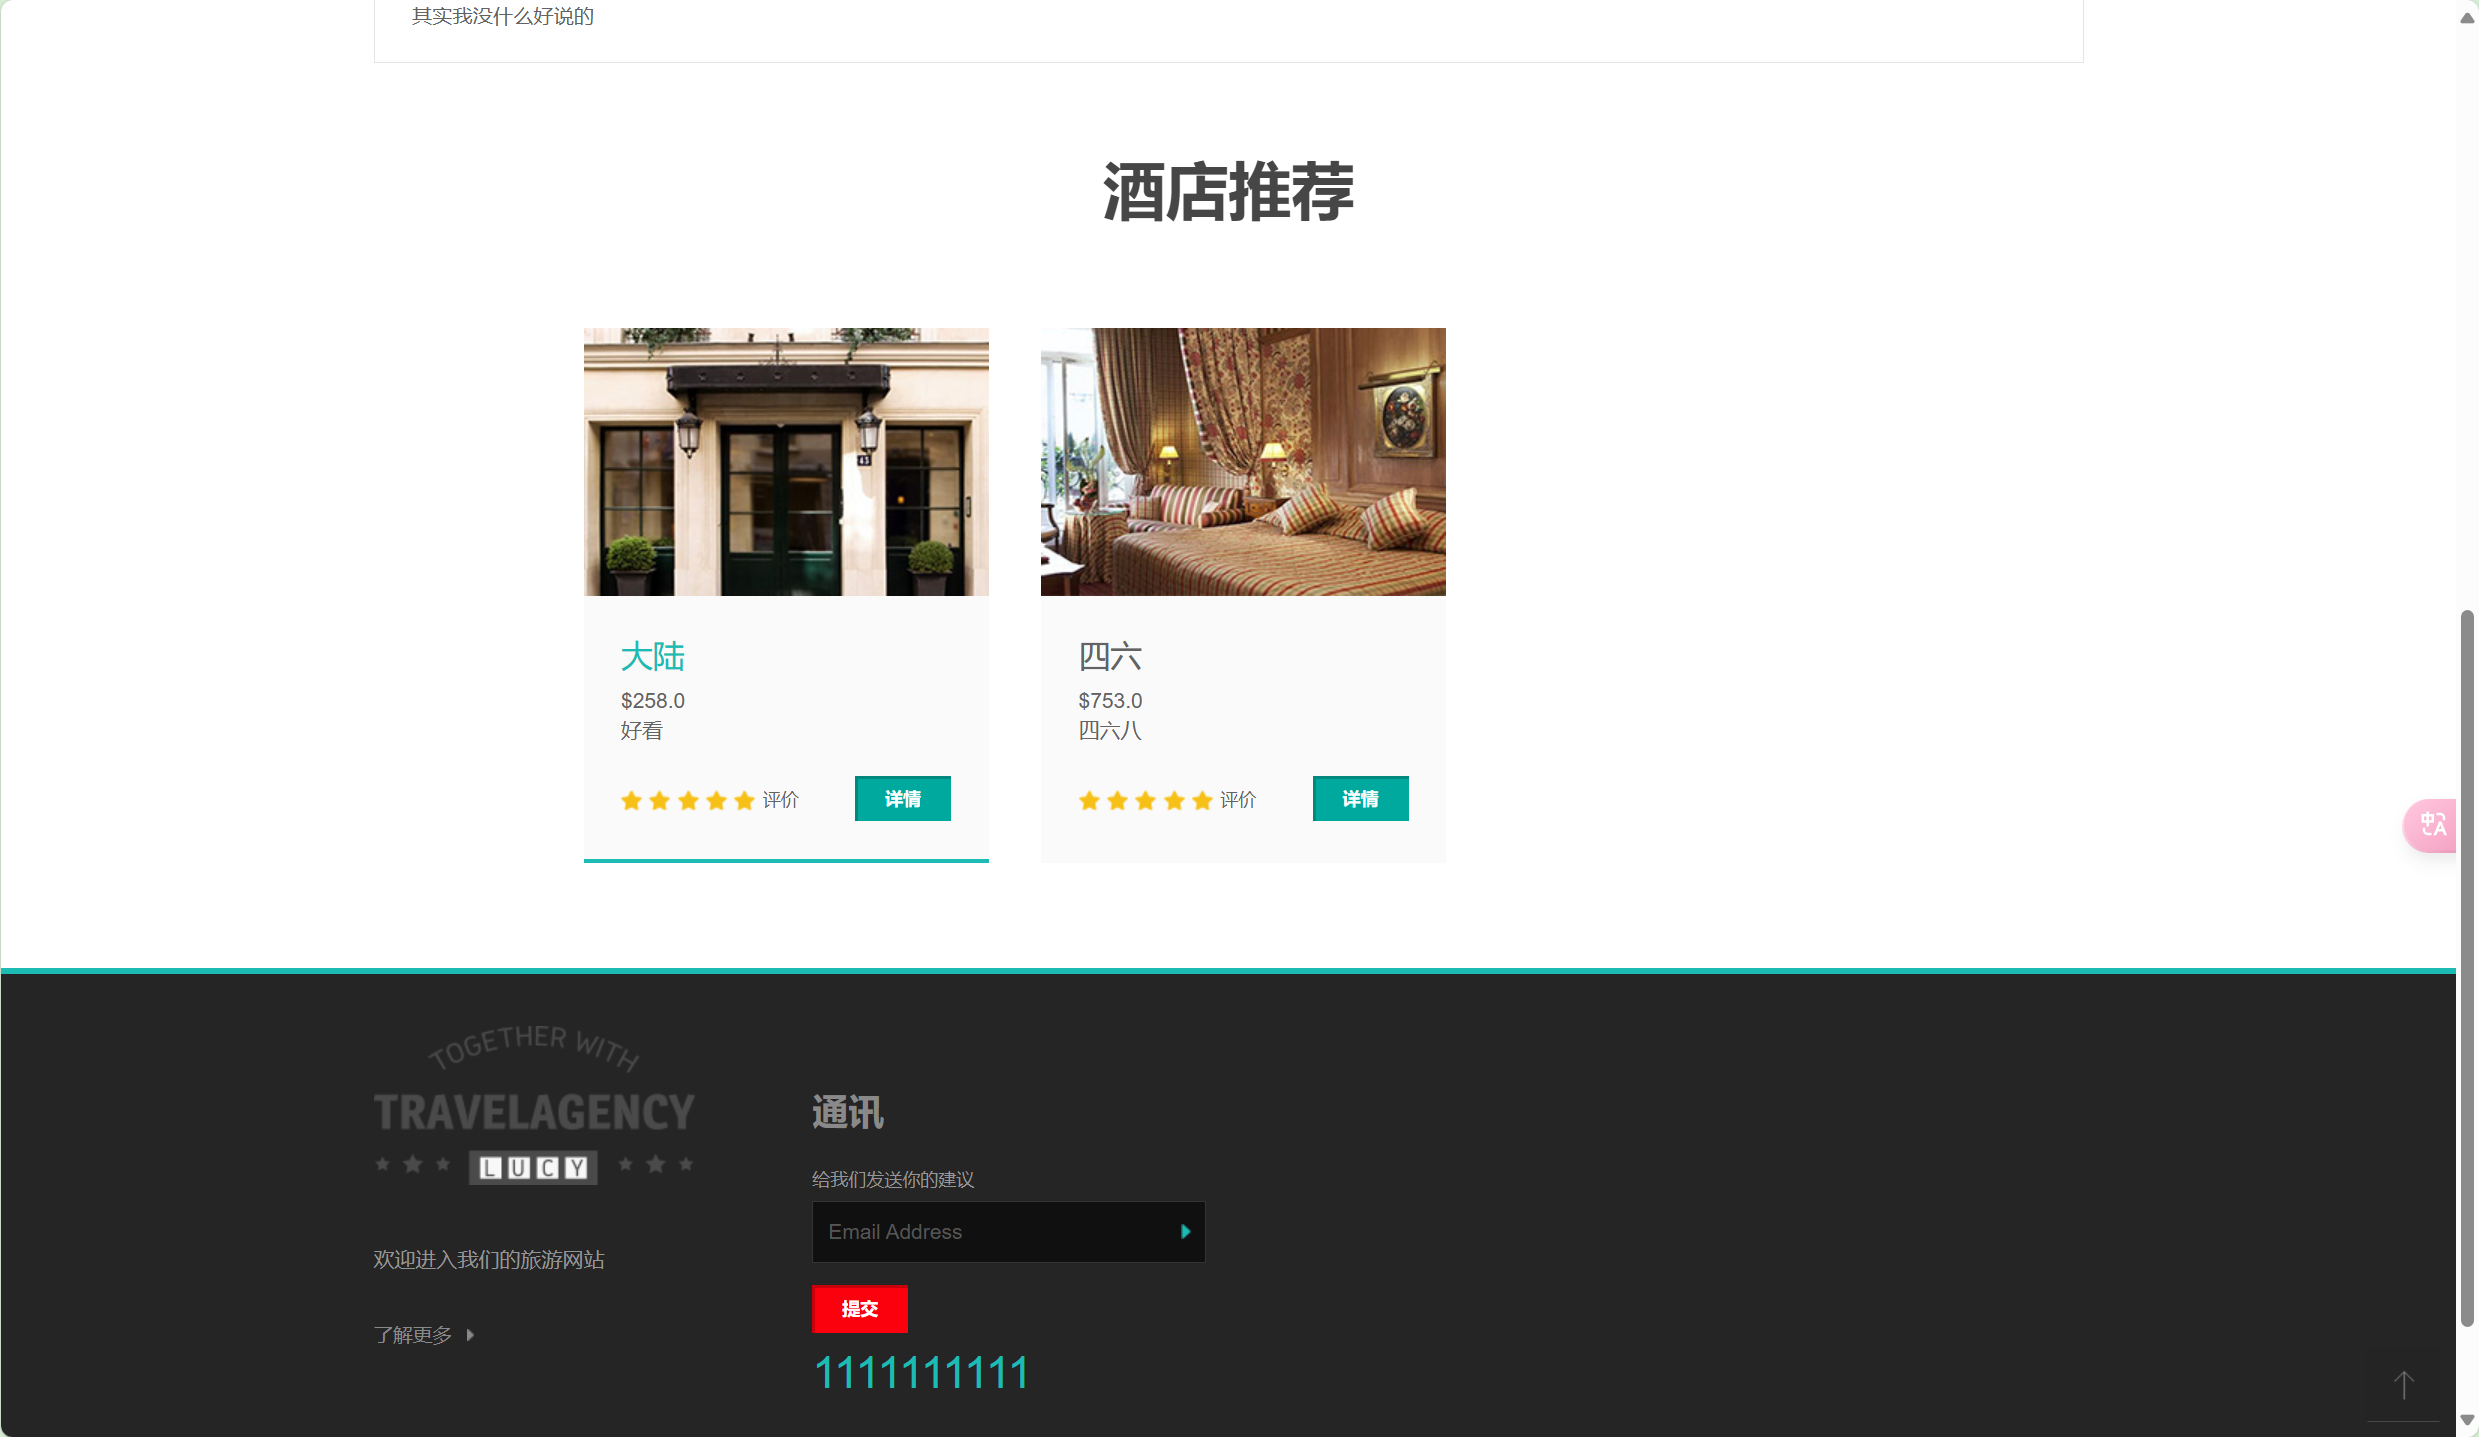 其实我没什么好说的
酒店推荐
大陆
$258.0
好看
评价
详情
四六
$753.0
四六八
评价
详情
TOGETHER WITH
TRAVELAGENCY
LUCY
欢迎进入我们的旅游网站
了解更多
通讯
给我们发送你的建议
Email Address
提交
1111111111
中A